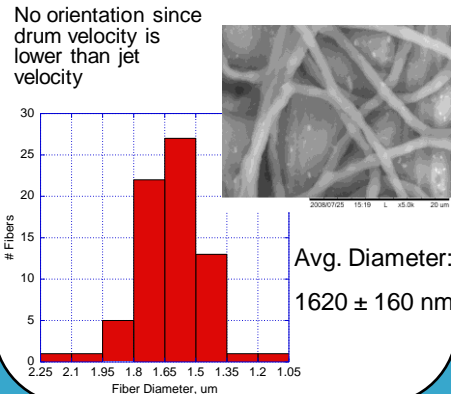 No orientation since
drum velocity is
lower than jet
velocity
2008/07/25 15:19 L x5.0k 20 um
30
25
20
15
10
5
0
# Fibers
2.25 2.1 1.95 1.8 1.65 1.5 1.35 1.2 1.05
Fiber Diameter, um
Avg. Diameter:
1620 ± 160 nm